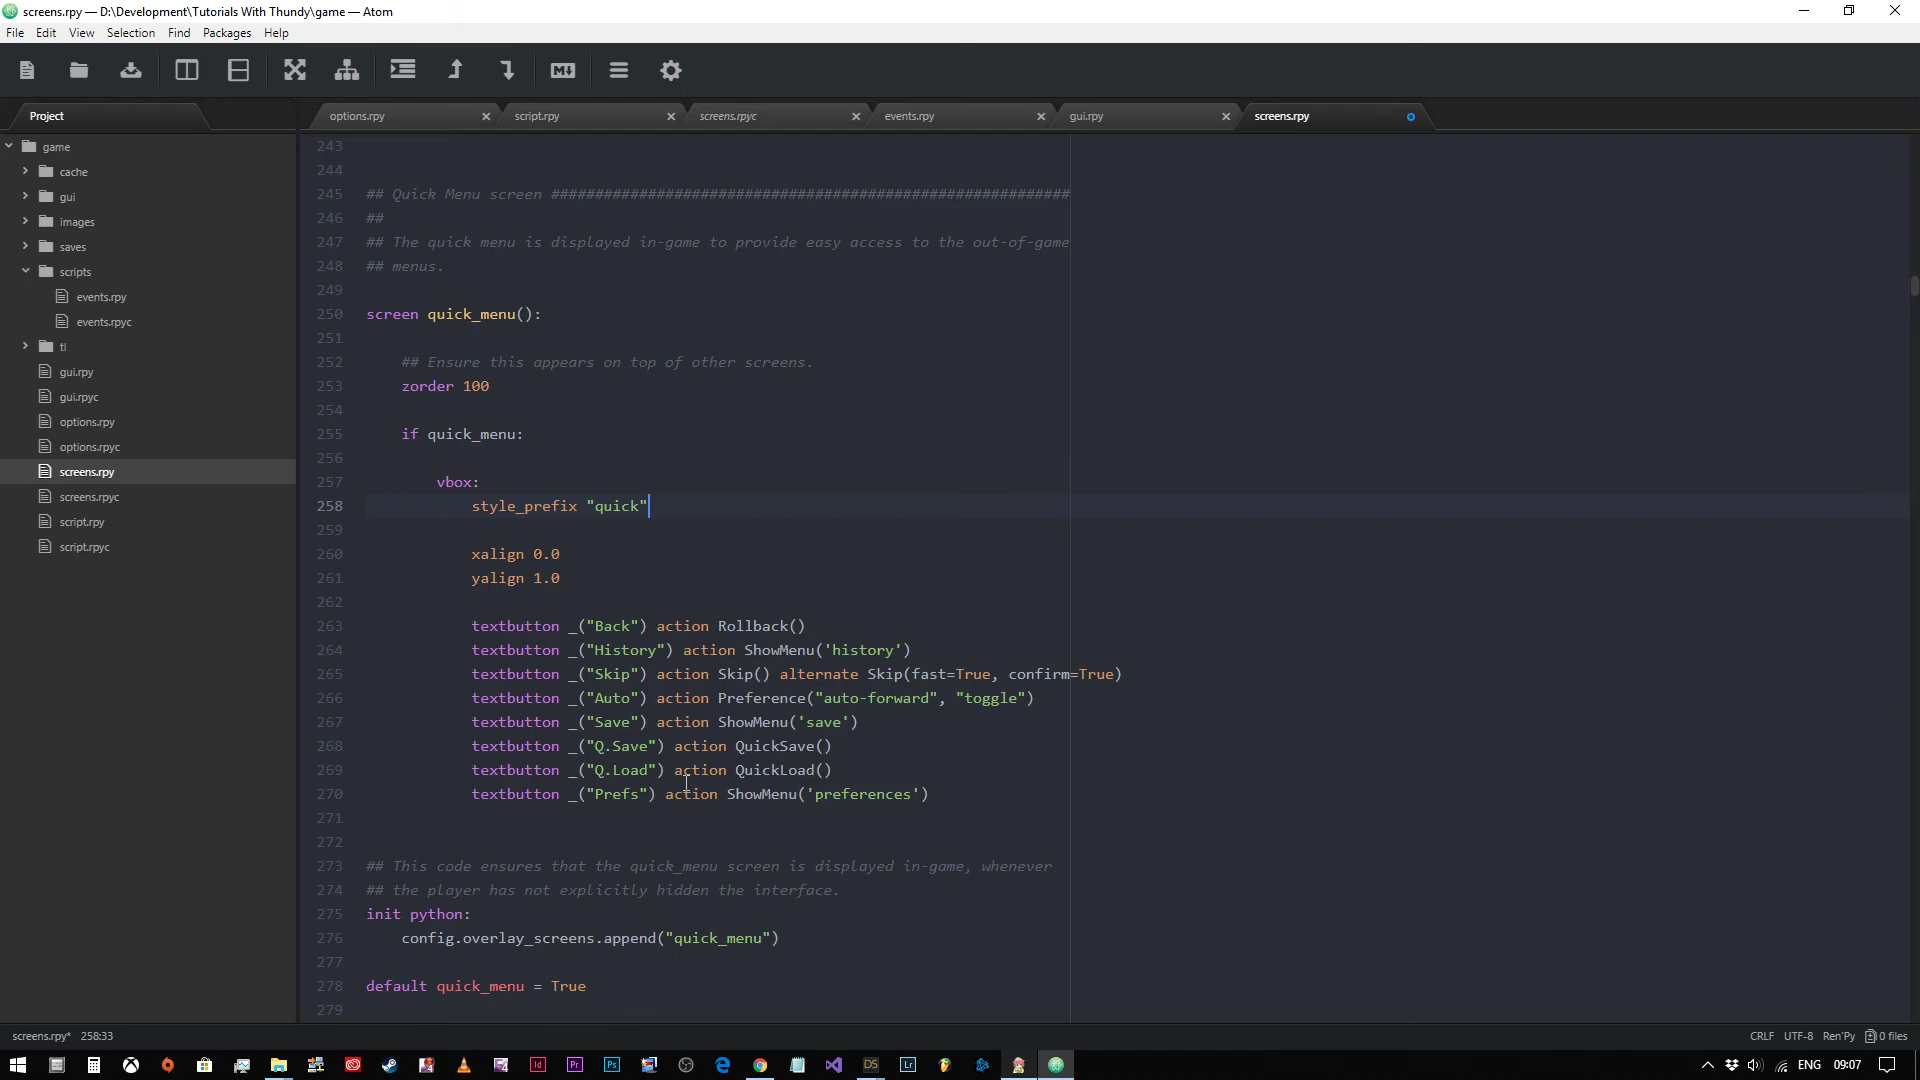 screens.rpy — D:\Development\Tutorials With Thundy\game — Atom
File Edit View Selection Find Packages Help
Project
options.rpy
script.rpy
screens.rpyc
events.rpy
gui.rpy
screens.rpy
game
cache
gui
images
saves
scripts
events.rpy
events.rpyc
tl
gui.rpy
gui.rpyc
options.rpy
options.rpyc
screens.rpy
screens.rpyc
script.rpy
script.rpyc
243
244
245 ## Quick Menu screen ###########################################################
246 ##
247 ## The quick menu is displayed in-game to provide easy access to the out-of-game
248 ## menus.
249
250 screen quick_menu():
251
252 ## Ensure this appears on top of other screens.
253 zorder 100
254
255 if quick_menu:
256
257 vbox:
258 style_prefix "quick"
259
260 xalign 0.0
261 yalign 1.0
262
263 textbutton _("Back") action Rollback()
264 textbutton _("History") action ShowMenu('history')
265 textbutton _("Skip") action Skip() alternate Skip(fast=True, confirm=True)
266 textbutton _("Auto") action Preference("auto-forward", "toggle")
267 textbutton _("Save") action ShowMenu('save')
268 textbutton _("Q.Save") action QuickSave()
269 textbutton _("Q.Load") action QuickLoad()
270 textbutton _("Prefs") action ShowMenu('preferences')
271
272
273 ## This code ensures that the quick_menu screen is displayed in-game, whenever
274 ## the player has not explicitly hidden the interface.
275 init python:
276 config.overlay_screens.append("quick_menu")
277
278 default quick_menu = True
279
screens.rpy* 258:33
CRLF UTF-8 Ren'Py 0 files
ENG 09:07